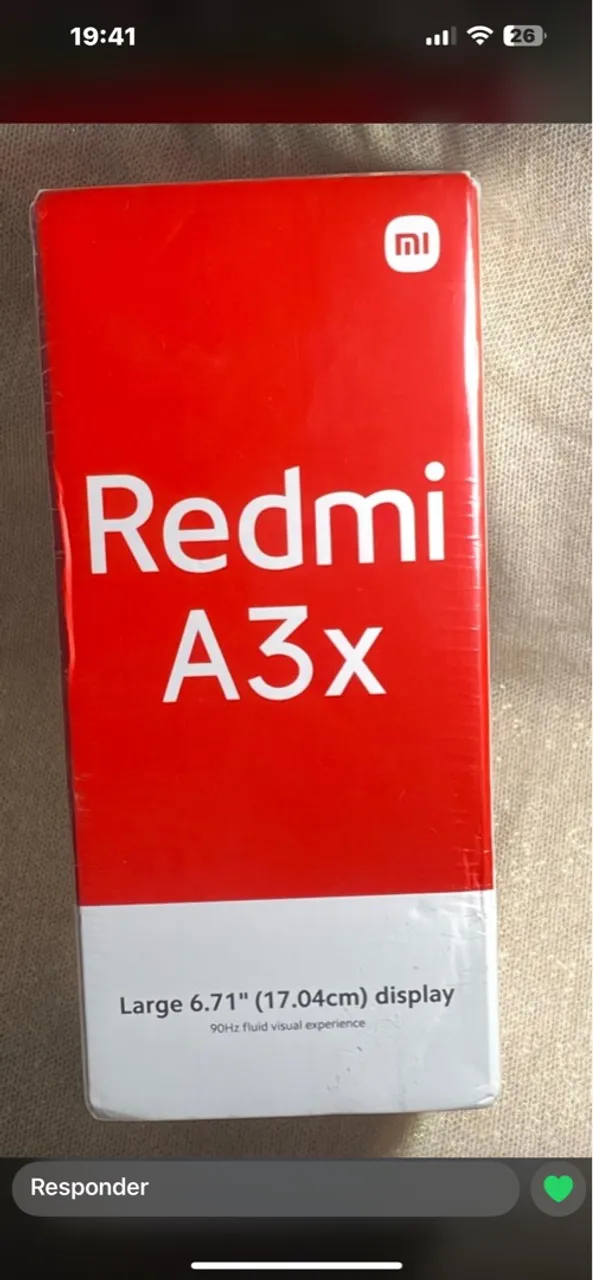 19:41
26
mi
Redmi
A3x
Large 6.71" (17.04cm) display
90Hz fluid visual experience
Responder